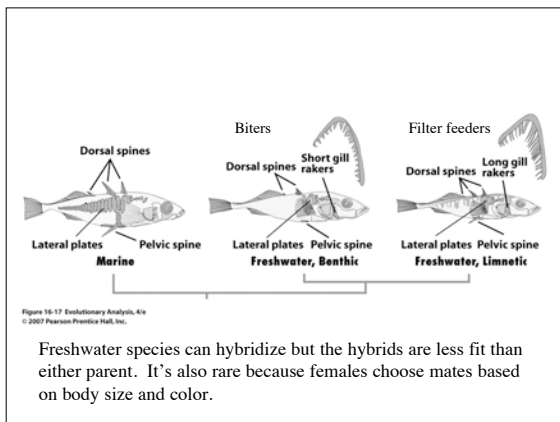 Biters
Filter feeders
Dorsal spines
Lateral plates
Pelvic spine
Marine
Dorsal spines
Short gill
rakers
Lateral plates
Pelvic spine
Freshwater, Benthic
Dorsal spines
Long gill
rakers
Lateral plates
Pelvic spine
Freshwater, Limnetic
Figure 16-17 Evolutionary Analysis, 4/e
© 2007 Pearson Prentice Hall, Inc.
Freshwater species can hybridize but the hybrids are less fit than
either parent. It's also rare because females choose mates based
on body size and color.